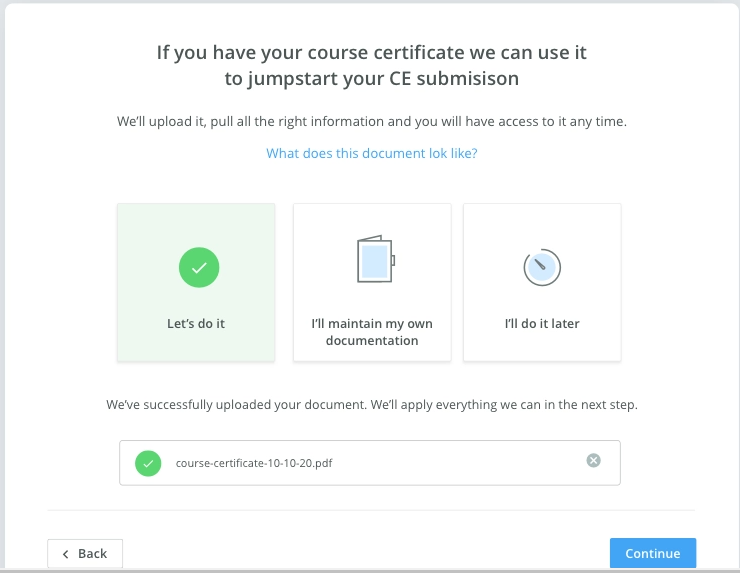 If you have your course certificate we can use it
to jumpstart your CE submisison
We'll upload it, pull all the right information and you will have access to it any time.
What does this document lok like?
Let's do it
I'll maintain my own
documentation
I'll do it later
We've successfully uploaded your document. We'll apply everything we can in the next step.
course-certificate-10-10-20.pdf
Back
Continue